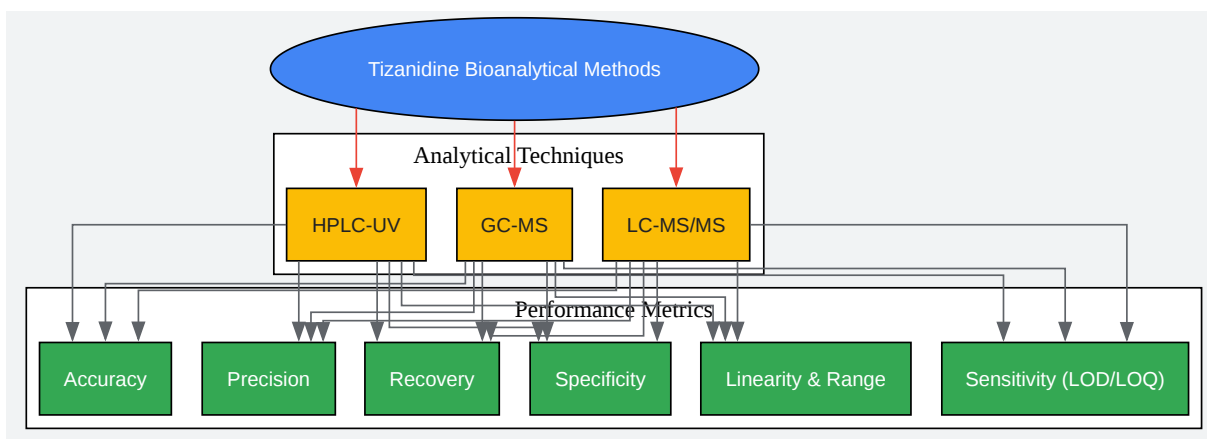 Tizanidine Bioanalytical Methods
Analytical Techniques
HPLC-UV
GC-MS
LC-MS/MS
Performance Metrics
Accuracy
Precision
Recovery
Specificity
Linearity & Range
Sensitivity (LOD/LOQ)